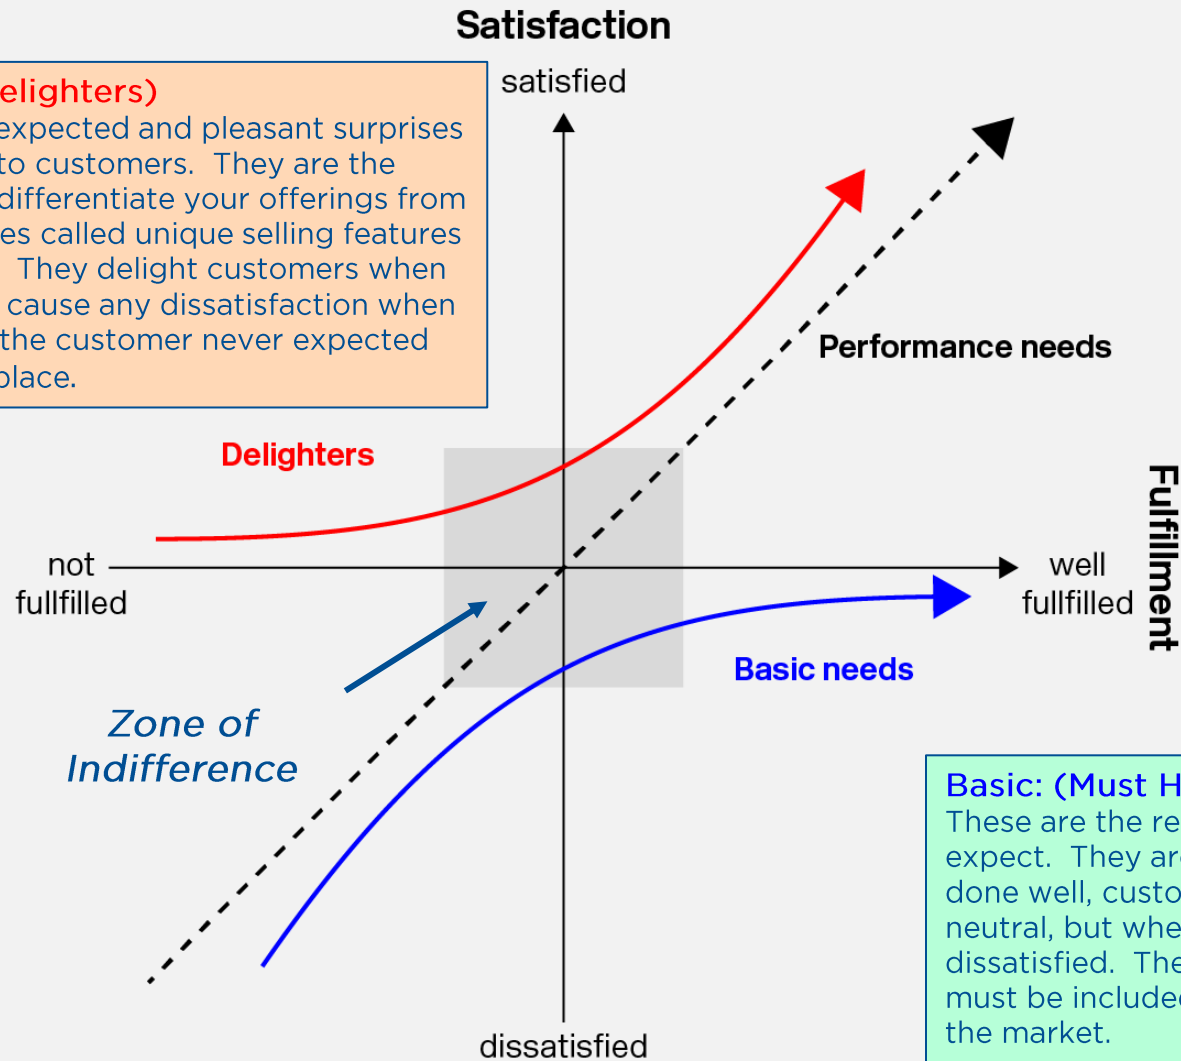 Satisfaction
satisfied
elighters)
expected and pleasant surprises
to customers.  They are the
differentiate your offerings from
es called unique selling features
They delight customers when
cause any dissatisfaction when
the customer never expected
place.
Performance needs
Delighters
Fulfillment
not
fullfilled
well
fullfilled
Basic needs
Zone of
Indifference
Basic: (Must H
These are the re
expect.  They ar
done well, custo
neutral, but whe
dissatisfied.  The
must be include
the market.
dissatisfied